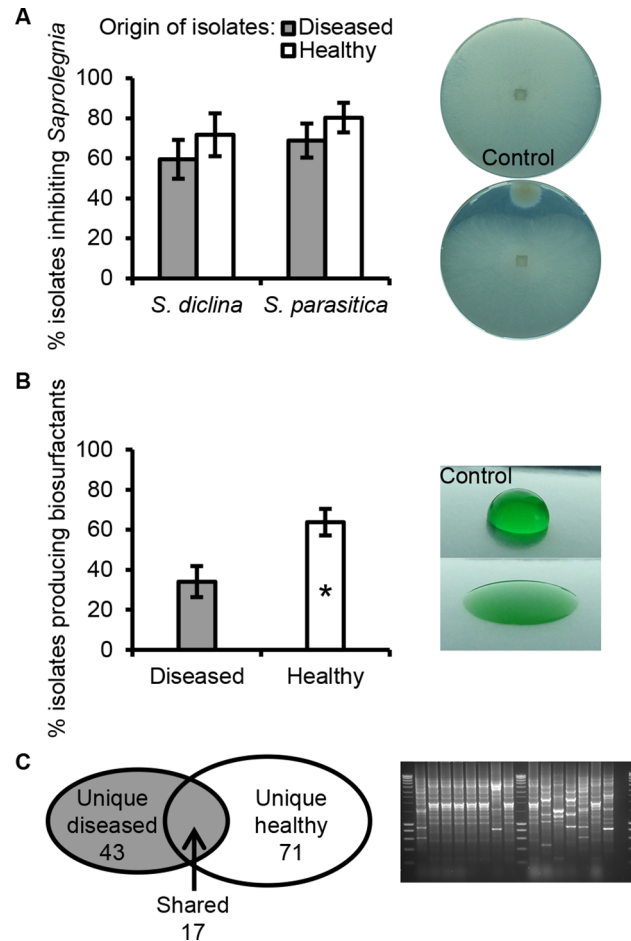 A
Origin of isolates: Diseased
Healthy
% isolates inhibiting Saprolegnia
100
80
60
40
20
0
S. diclina S. parasitica
Control
B
% isolates producing biosurfactants
100
80
60
40
20
0
*
Diseased Healthy
Control
C
Unique
diseased
43
Unique
healthy
71
Shared
17